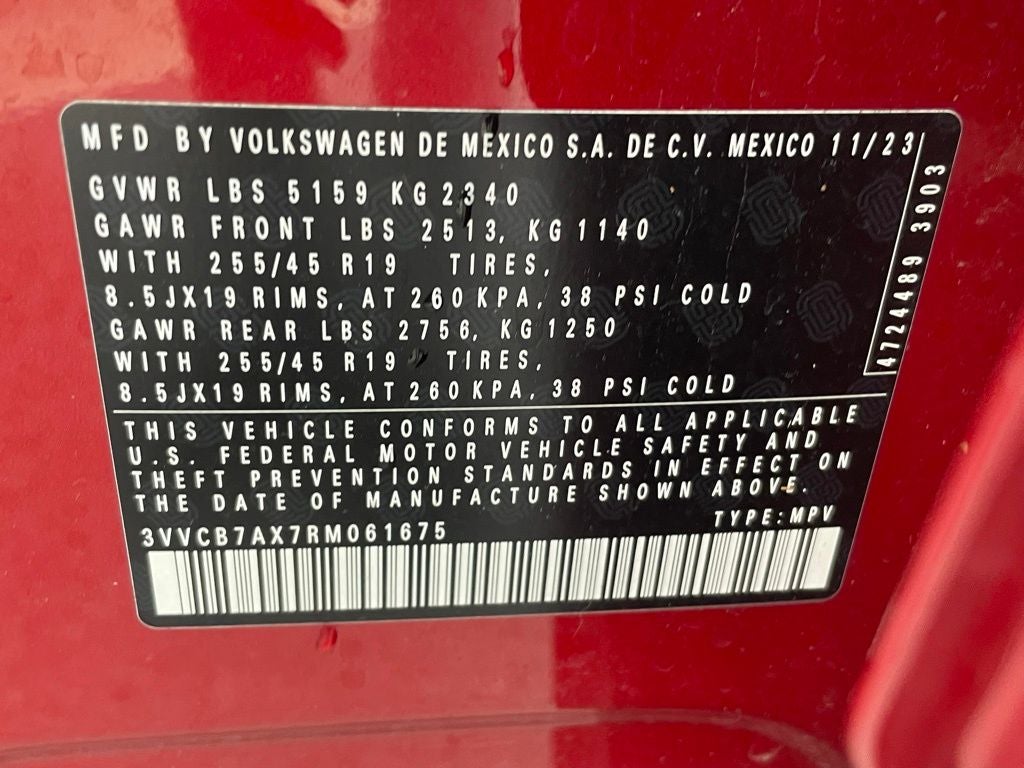 MFD BY VOLKSWAGEN DE MEXICO S.A. DE C.V. MEXICO 11/23
GVWR LBS 5159 KG 2340
GAWR FRONT LBS 2513, KG 1140
WITH 255/45 R19 TIRES,
8.5JX19 RIMS, AT 260 KPA, 38 PSI COLD
GAWR REAR LBS 2756, KG 1250
WITH 255/45 R19 TIRES,
8.5JX19 RIMS, AT 260 KPA, 38 PSI COLD
4724489 3903
THIS VEHICLE CONFORMS TO ALL APPLICABLE
U.S. FEDERAL MOTOR VEHICLE SAFETY AND
THEFT PREVENTION STANDARDS IN EFFECT ON
THE DATE OF MANUFACTURE SHOWN ABOVE.
TYPE:MPV
3VVCB7AX7RM061675